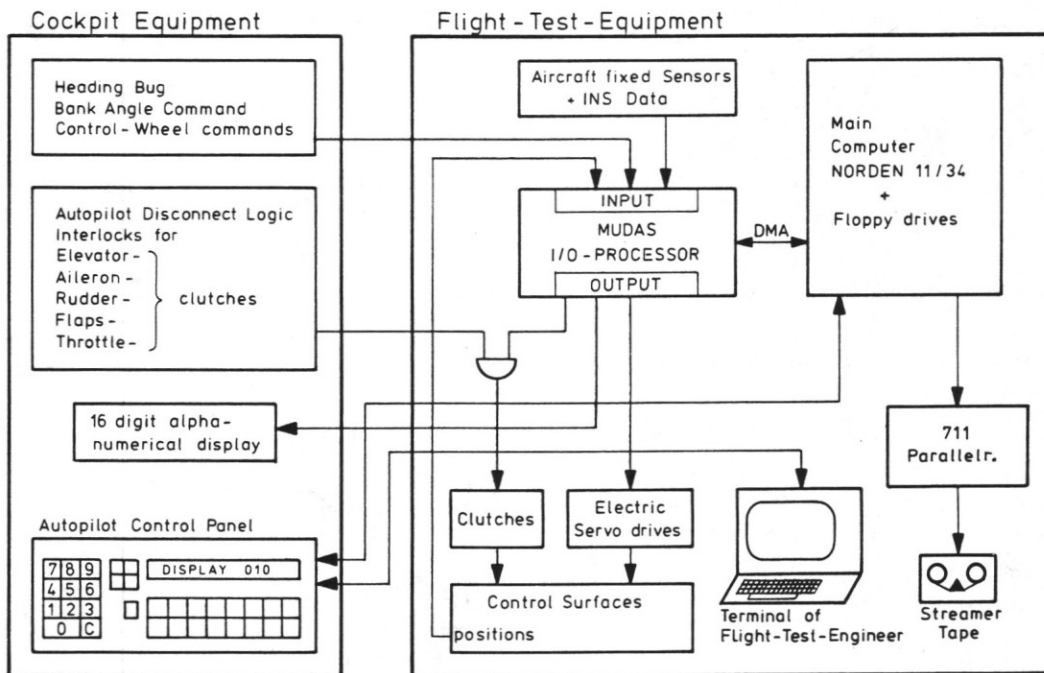 Cockpit Equipment
Heading Bug
Bank Angle Command
Control-Wheel commands
Autopilot Disconnect Logic
Interlocks for
Elevator-
Aileron-
Rudder-
Flaps-
Throttle-
clutches
16 digit alpha-
numerical display
Autopilot Control Panel
7 8 9
4 5 6
1 2 3
0 C
DISPLAY 010
Flight-Test-Equipment
Aircraft fixed Sensors
+ INS Data
INPUT
MUDAS
I/O-PROCESSOR
OUTPUT
DMA
Main
Computer
NORDEN 11/34
+
Floppy drives
711
Parallelr.
Clutches
Electric
Servo drives
Control Surfaces
positions
Terminal of
Flight-Test-Engineer
Streamer
Tape